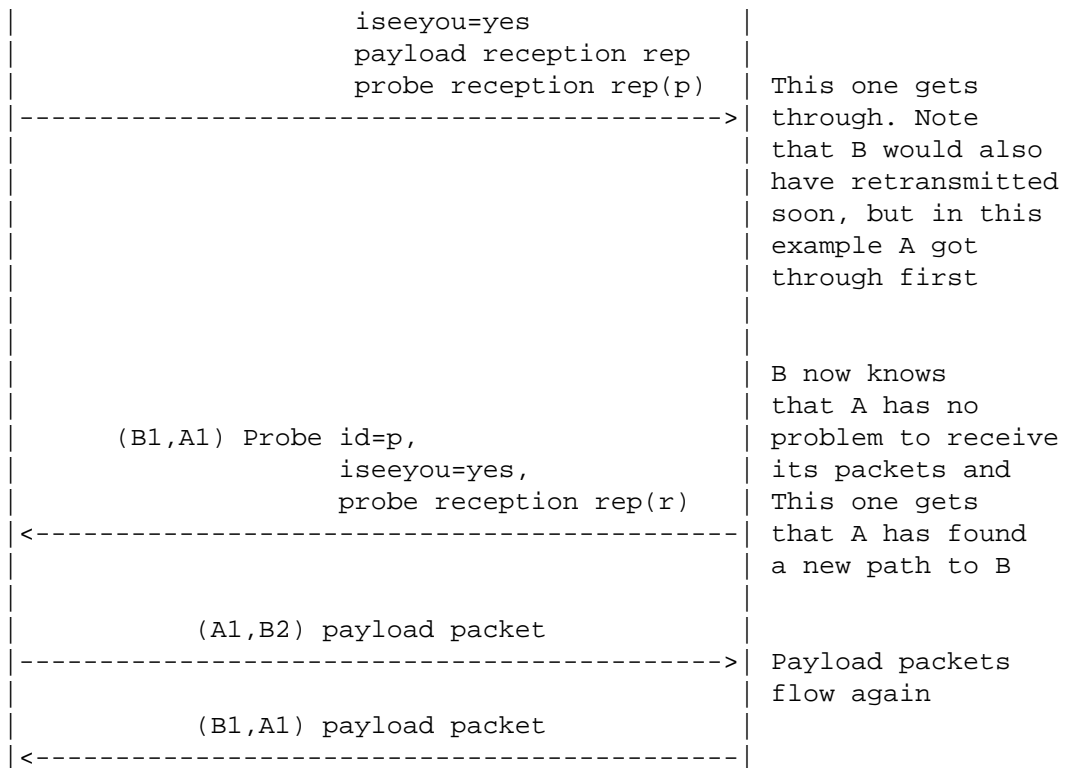 |                     iseeyou=yes              |
|                     payload reception rep    |
|                     probe reception rep(p)   | This one gets
|-------------------------------------------->| through. Note
|                                              | that B would also
|                                              | have retransmitted
|                                              | soon, but in this
|                                              | example A got
|                                              | through first
|                                              |
|                                              |
|                                              | B now knows
|                                              | that A has no
|      (B1,A1) Probe id=p,                     | problem to receive
|                    iseeyou=yes,              | its packets and
|                    probe reception rep(r)    | This one gets
|<--------------------------------------------| that A has found
|                                              | a new path to B
|                                              |
|           (A1,B2) payload packet             |
|-------------------------------------------->| Payload packets
|                                              | flow again
|           (B1,A1) payload packet             |
|<--------------------------------------------|